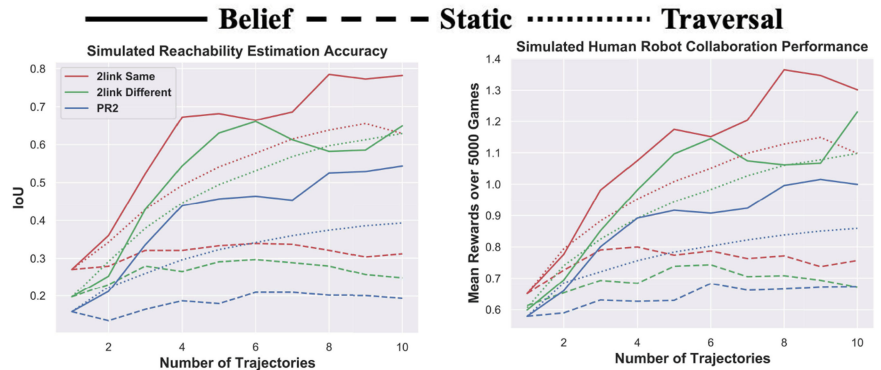 Belief Static Traversal
Simulated Reachability Estimation Accuracy
0.8
0.7
0.6
0.5
0.4
0.3
0.2
IoU
2link Same
2link Different
PR2
2 4 6 8 10
Number of Trajectories
Simulated Human Robot Collaboration Performance
1.4
1.3
1.2
1.1
1.0
0.9
0.8
0.7
0.6
Mean Rewards over 5000 Games
2 4 6 8 10
Number of Trajectories